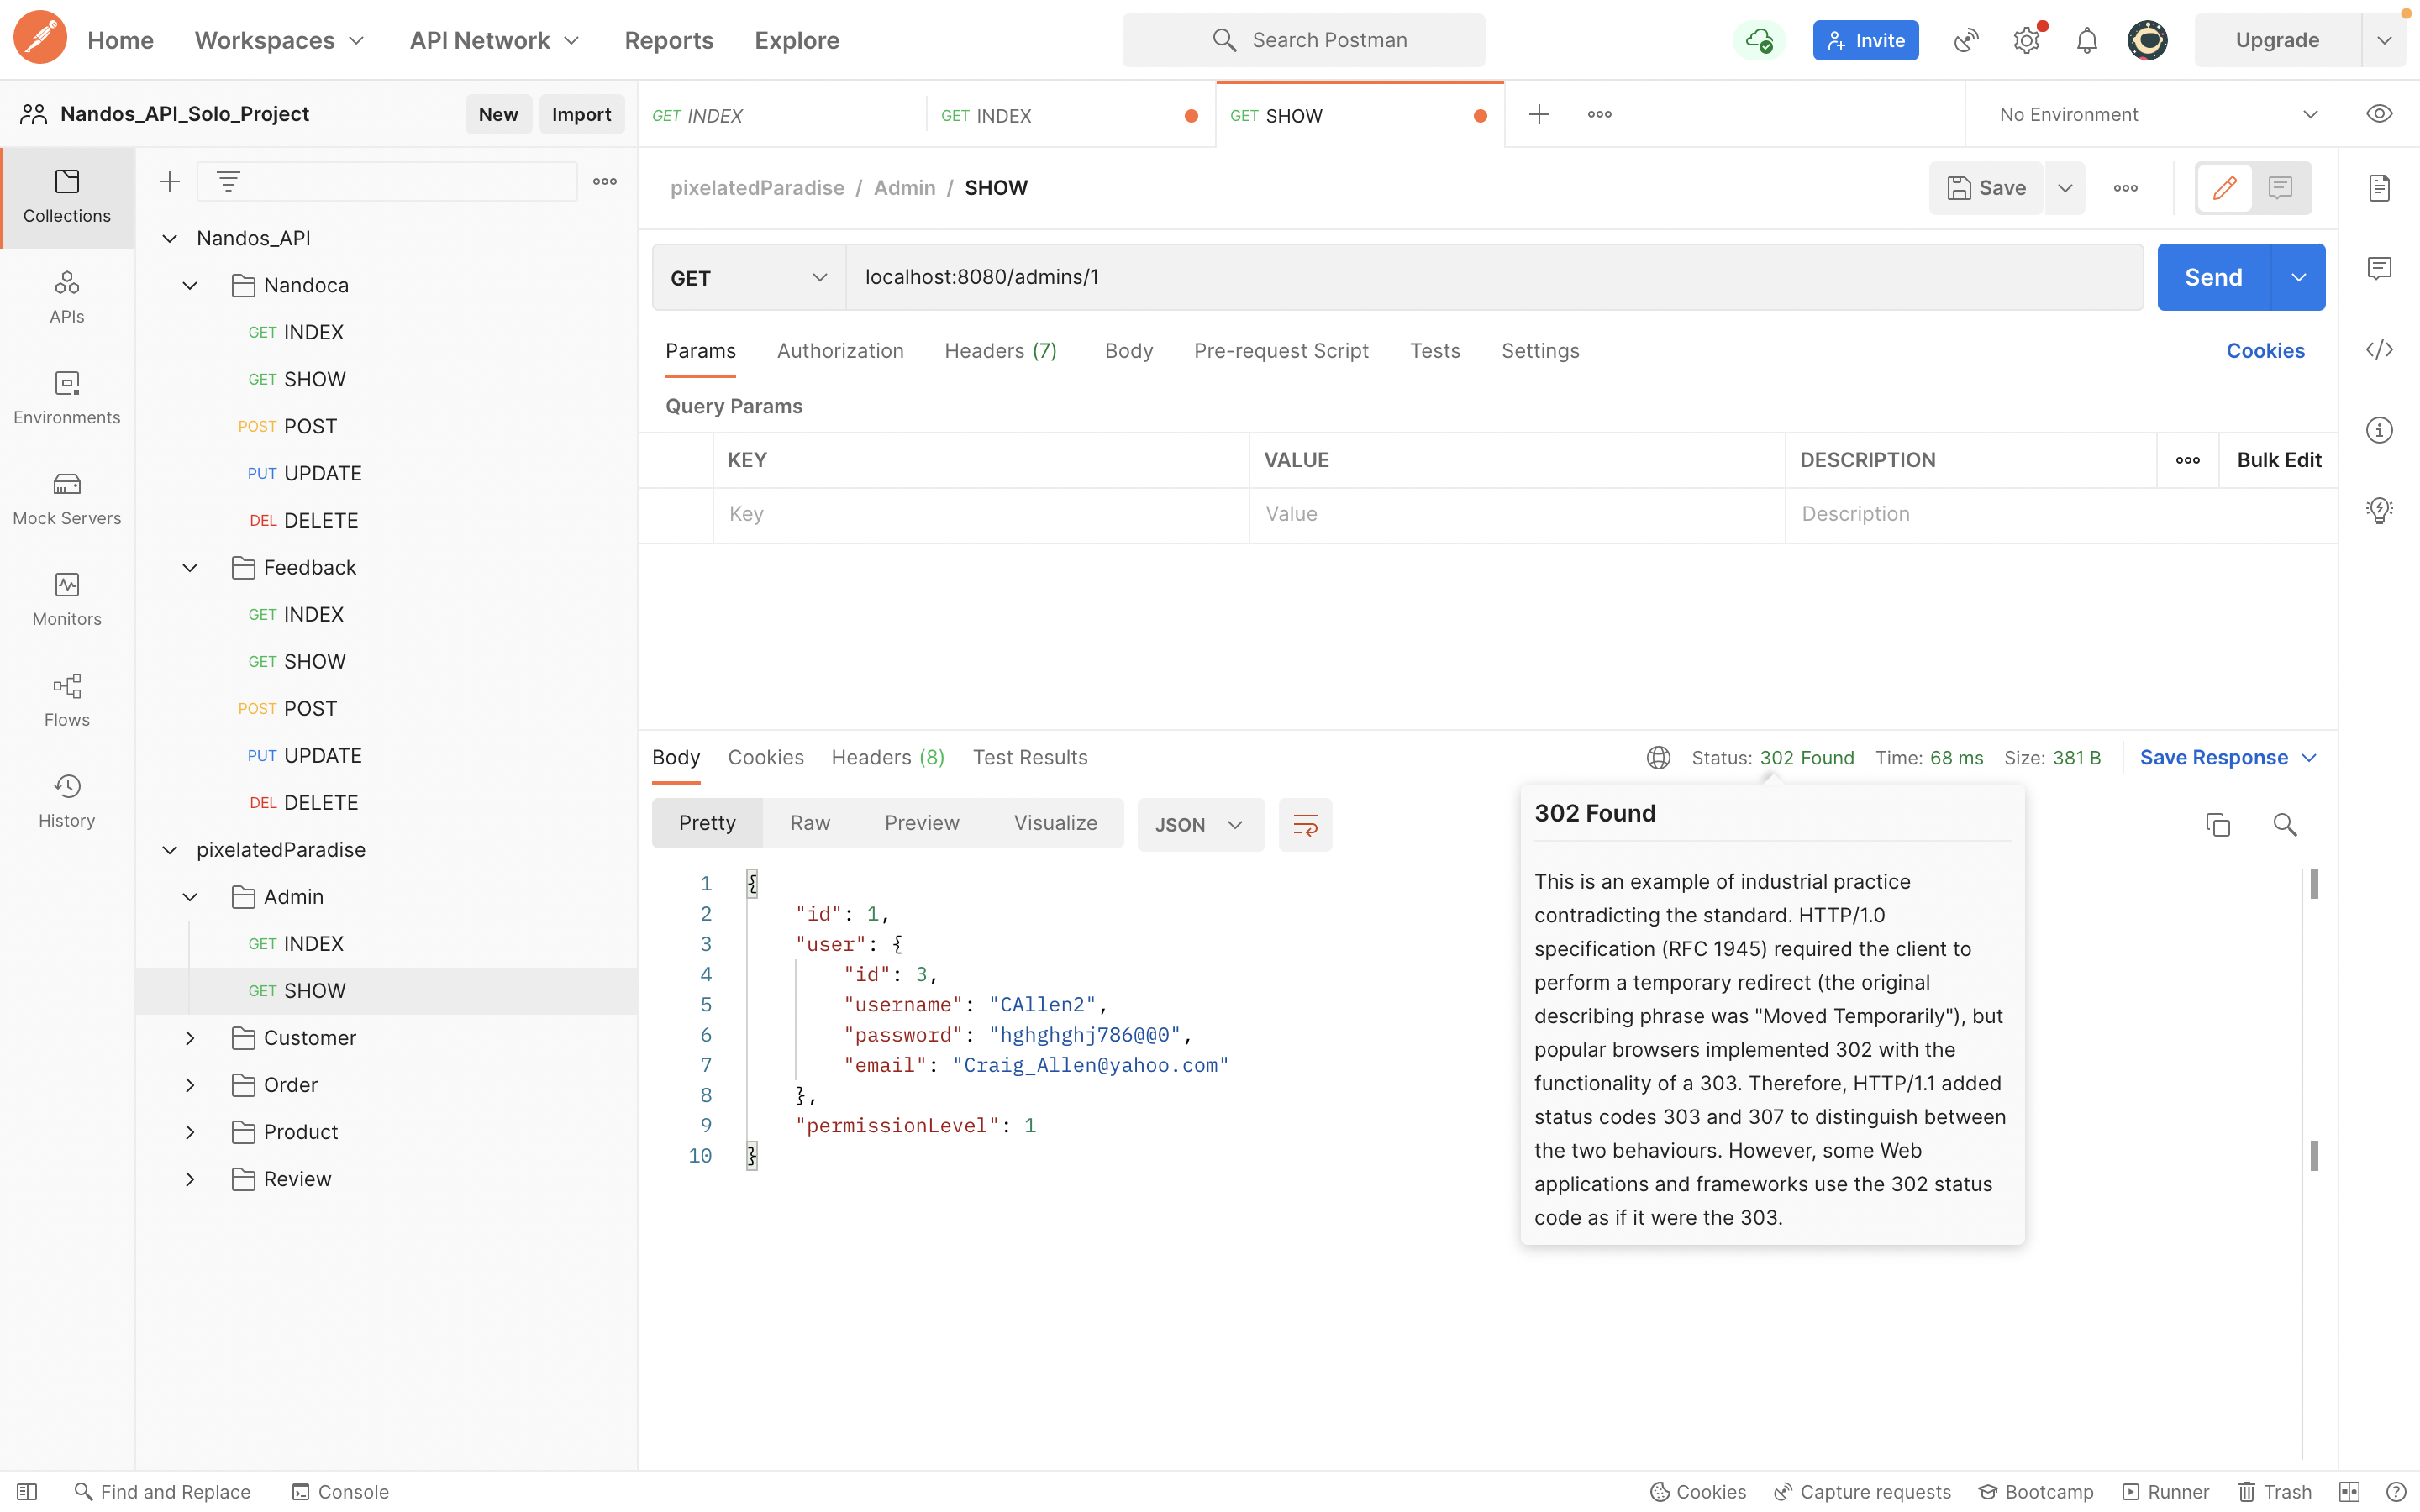 Home Workspaces API Network Reports Explore Search Postman Invite Upgrade
Nandos_API_Solo_Project New Import
GET INDEX GET INDEX GET SHOW No Environment
Collections
APIs
Environments
Mock Servers
Monitors
Flows
History
Nandos_API
Nandoca
GET INDEX
GET SHOW
POST POST
PUT UPDATE
DEL DELETE
Feedback
GET INDEX
GET SHOW
POST POST
PUT UPDATE
DEL DELETE
pixelatedParadise
Admin
GET INDEX
GET SHOW
Customer
Order
Product
Review
pixelatedParadise / Admin / SHOW Save
GET localhost:8080/admins/1 Send
Params Authorization Headers (7) Body Pre-request Script Tests Settings Cookies
Query Params
KEY VALUE DESCRIPTION Bulk Edit
Key Value Description
Body Cookies Headers (8) Test Results Status: 302 Found Time: 68 ms Size: 381 B Save Response
Pretty Raw Preview Visualize JSON
1 {
2 "id": 1,
3 "user": {
4 "id": 3,
5 "username": "CAllen2",
6 "password": "hghghghj786@@0",
7 "email": "Craig_Allen@yahoo.com"
8 },
9 "permissionLevel": 1
10 }
302 Found
This is an example of industrial practice
contradicting the standard. HTTP/1.0
specification (RFC 1945) required the client to
perform a temporary redirect (the original
describing phrase was "Moved Temporarily"), but
popular browsers implemented 302 with the
functionality of a 303. Therefore, HTTP/1.1 added
status codes 303 and 307 to distinguish between
the two behaviours. However, some Web
applications and frameworks use the 302 status
code as if it were the 303.
Find and Replace Console Cookies Capture requests Bootcamp Runner Trash